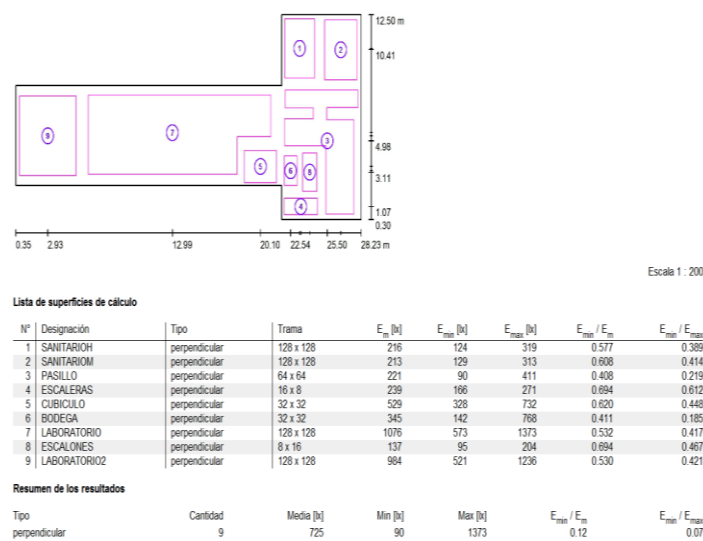 12.50 m
1
2
10.41
9
7
3
4.98
5
6
8
3.11
4
1.07
0.30
0.35 2.93 12.99 20.10 22.54 25.50 28.23 m
Escala 1 : 200
Lista de superficies de cálculo
N° Designación Tipo Trama Em [lx] Emin [lx] Emax [lx] Emin / Em Emin / Emax
1 SANITARIOH perpendicular 128 x 128 216 124 319 0.577 0.389
2 SANITARIOM perpendicular 128 x 128 213 129 313 0.608 0.414
3 PASILLO perpendicular 64 x 64 221 90 411 0.408 0.219
4 ESCALERAS perpendicular 16 x 8 239 166 271 0.694 0.612
5 CUBICULO perpendicular 32 x 32 529 328 732 0.620 0.448
6 BODEGA perpendicular 32 x 32 345 142 768 0.411 0.185
7 LABORATORIO perpendicular 128 x 128 1076 573 1373 0.532 0.417
8 ESCALONES perpendicular 8 x 16 137 95 204 0.694 0.467
9 LABORATORIO2 perpendicular 128 x 128 984 521 1236 0.530 0.421
Resumen de los resultados
Tipo Cantidad Media [lx] Min [lx] Max [lx] Emin / Em Emin / Emax
perpendicular 9 725 90 1373 0.12 0.07